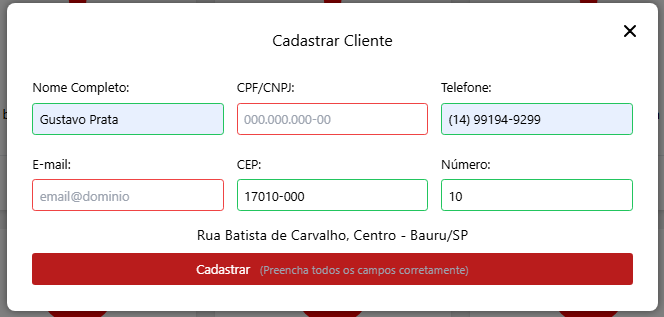 Cadastrar Cliente
Nome Completo: CPF/CNPJ: Telefone:
Gustavo Prata 000.000.000-00 (14) 99194-9299
E-mail: CEP: Número:
email@dominio 17010-000 10
Rua Batista de Carvalho, Centro - Bauru/SP
Cadastrar (Preencha todos os campos corretamente)